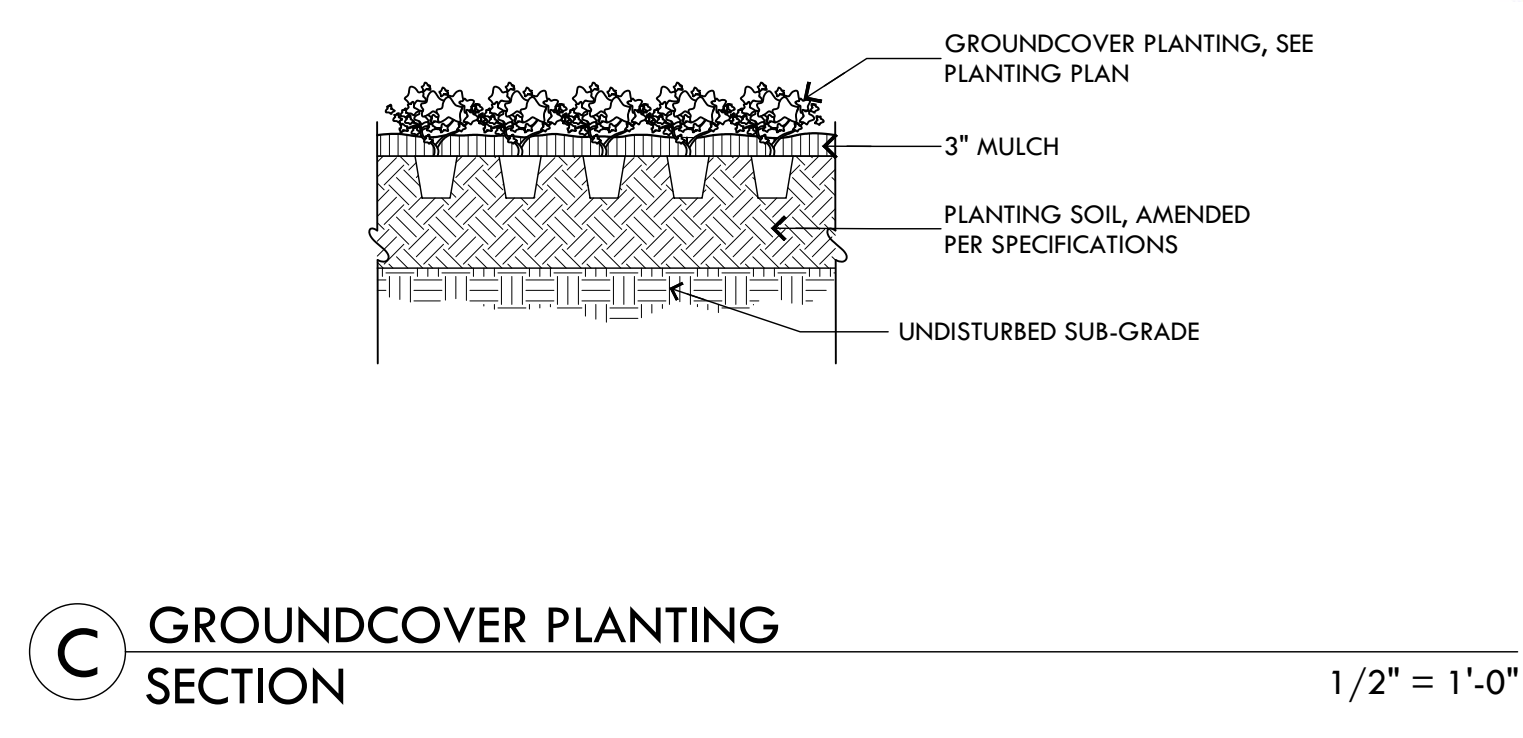 GROUNDCOVER PLANTING, SEE
PLANTING PLAN
3" MULCH
PLANTING SOIL, AMENDED
PER SPECIFICATIONS
UNDISTURBED SUB-GRADE
C
GROUNDCOVER PLANTING
SECTION
1/2" = 1'-0"